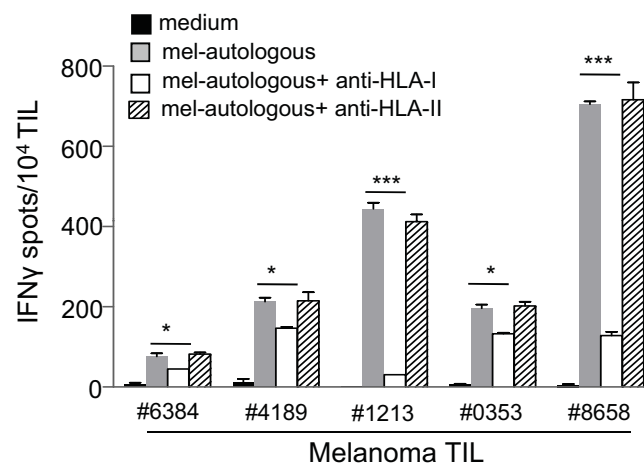 medium
mel-autologous
mel-autologous+ anti-HLA-I
mel-autologous+ anti-HLA-II
IFNγ spots/10⁴ TIL
800
600
400
200
0
*
*
***
*
***
#6384 #4189 #1213 #0353 #8658
Melanoma TIL